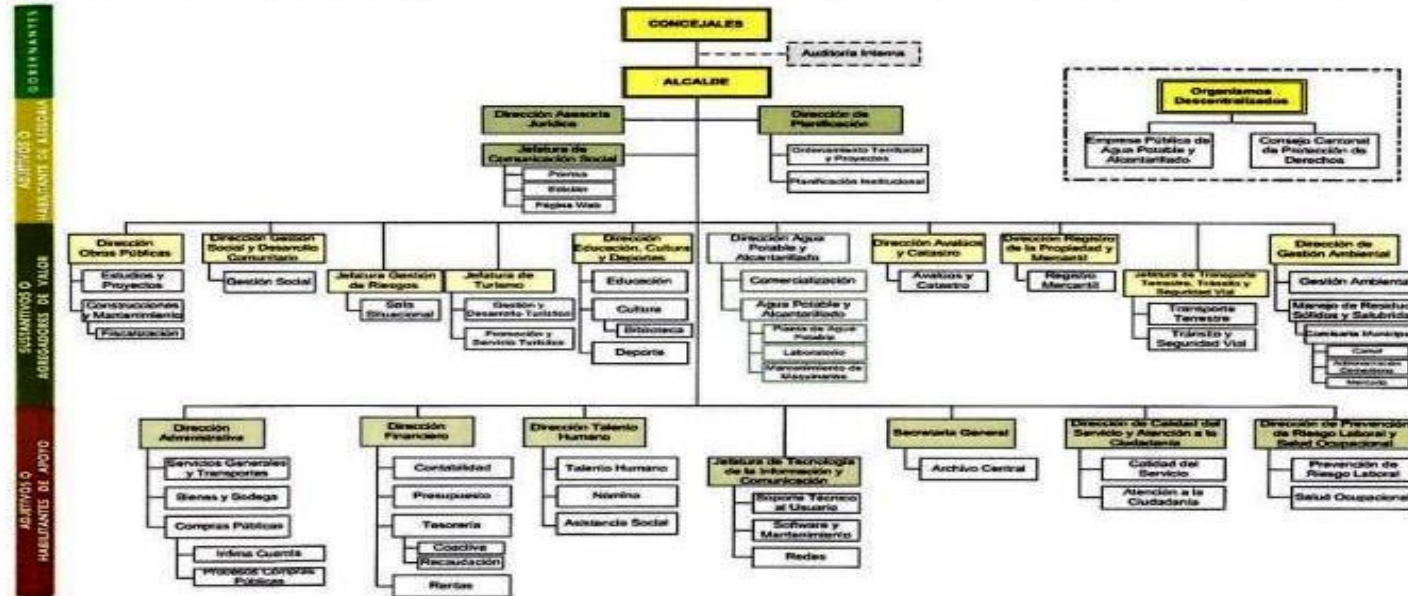 GOBERNANTES
CONCEJALES
Auditoría Interna
ALCALDE
Organismos
Descentralizados
Empresa Pública de
Agua Potable y
Alcantarillado
Consejo Cantonal
de Protección de
Derechos
ADJETIVOS O
HABILITANTES DE ASESORIA
Dirección Asesoría
Jurídica
Dirección de
Planificación
Jefatura de
Comunicación Social
Prensa
Edición
Página Web
Ordenamiento Territorial
y Proyectos
Planificación Institucional
SUSTANTIVOS O
AGREGADORES DE VALOR
Dirección
Obras Públicas
Estudios y
Proyectos
Construcciones
y Mantenimiento
Fiscalización
Dirección Gestión
Social y Desarrollo
Comunitario
Gestión Social
Jefatura Gestión
de Riesgos
Sala
Situacional
Jefatura de
Turismo
Gestión y
Desarrollo Turístico
Promoción y
Servicio Turístico
Dirección
Educación, Cultura
y Deportes
Educación
Cultura
Biblioteca
Deporte
Dirección Agua
Potable y
Alcantarillado
Comercialización
Agua Potable y
Alcantarillado
Planta de Agua
Potable
Laboratorio
Mantenimiento de
Maquinarias
Dirección Avalúos
y Catastro
Avalúos y
Catastro
Dirección Registro
de la Propiedad y
Mercantil
Registro
Mercantil
Jefatura de Transporte
Terrestre, Tránsito y
Seguridad Vial
Transporte
Terrestre
Tránsito y
Seguridad Vial
Dirección de
Gestión Ambiental
Gestión Ambiental
Manejo de Residuos
Sólidos y Salubridad
Comisaría Municipal
Camal
Administración
Cementerio
Mercado
ADJETIVOS O
HABILITANTES DE APOYO
Dirección
Administrativa
Servicios Generales
y Transportes
Bienes y Bodega
Compras Públicas
Infima Cuantía
Procesos Compras
Públicas
Dirección
Financiero
Contabilidad
Presupuesto
Tesorería
Coactiva
Recaudación
Rentas
Dirección Talento
Humano
Talento Humano
Nomina
Asistencia Social
Jefatura de Tecnología
de la Información y
Comunicación
Soporte Técnico
al Usuario
Software y
Mantenimiento
Redes
Secretaría General
Archivo Central
Dirección de Calidad del
Servicio y Atención a la
Ciudadanía
Calidad del
Servicio
Atención a la
Ciudadanía
Dirección de Prevención
de Riesgo Laboral y
Salud Ocupacional
Prevención de
Riesgo Laboral
Salud Ocupacional